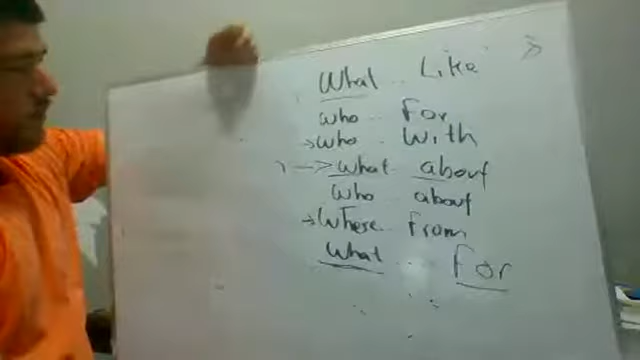 What .. Like ?
who .. For
→ who .. With
→ what about
who about
→ Where .. from
What .. For